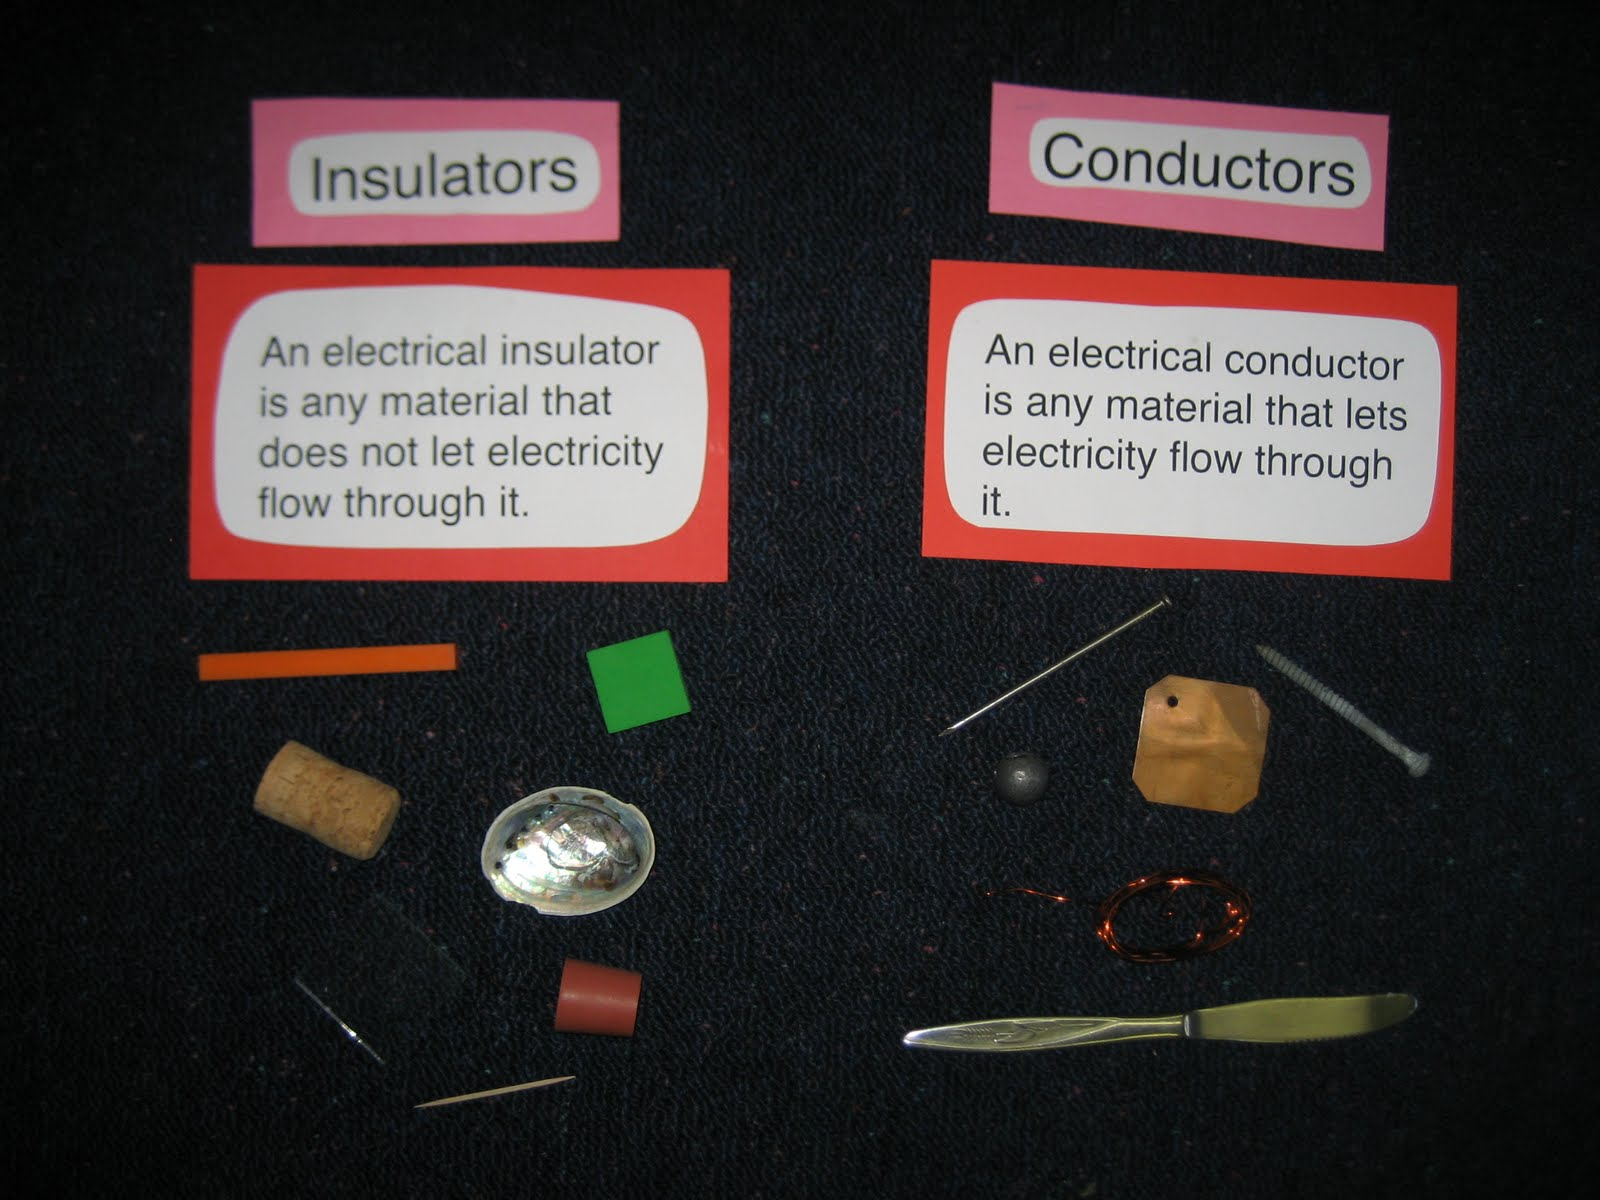 Insulators
An electrical insulator
is any material that
does not let electricity
flow through it.
Conductors
An electrical conductor
is any material that lets
electricity flow through
it.